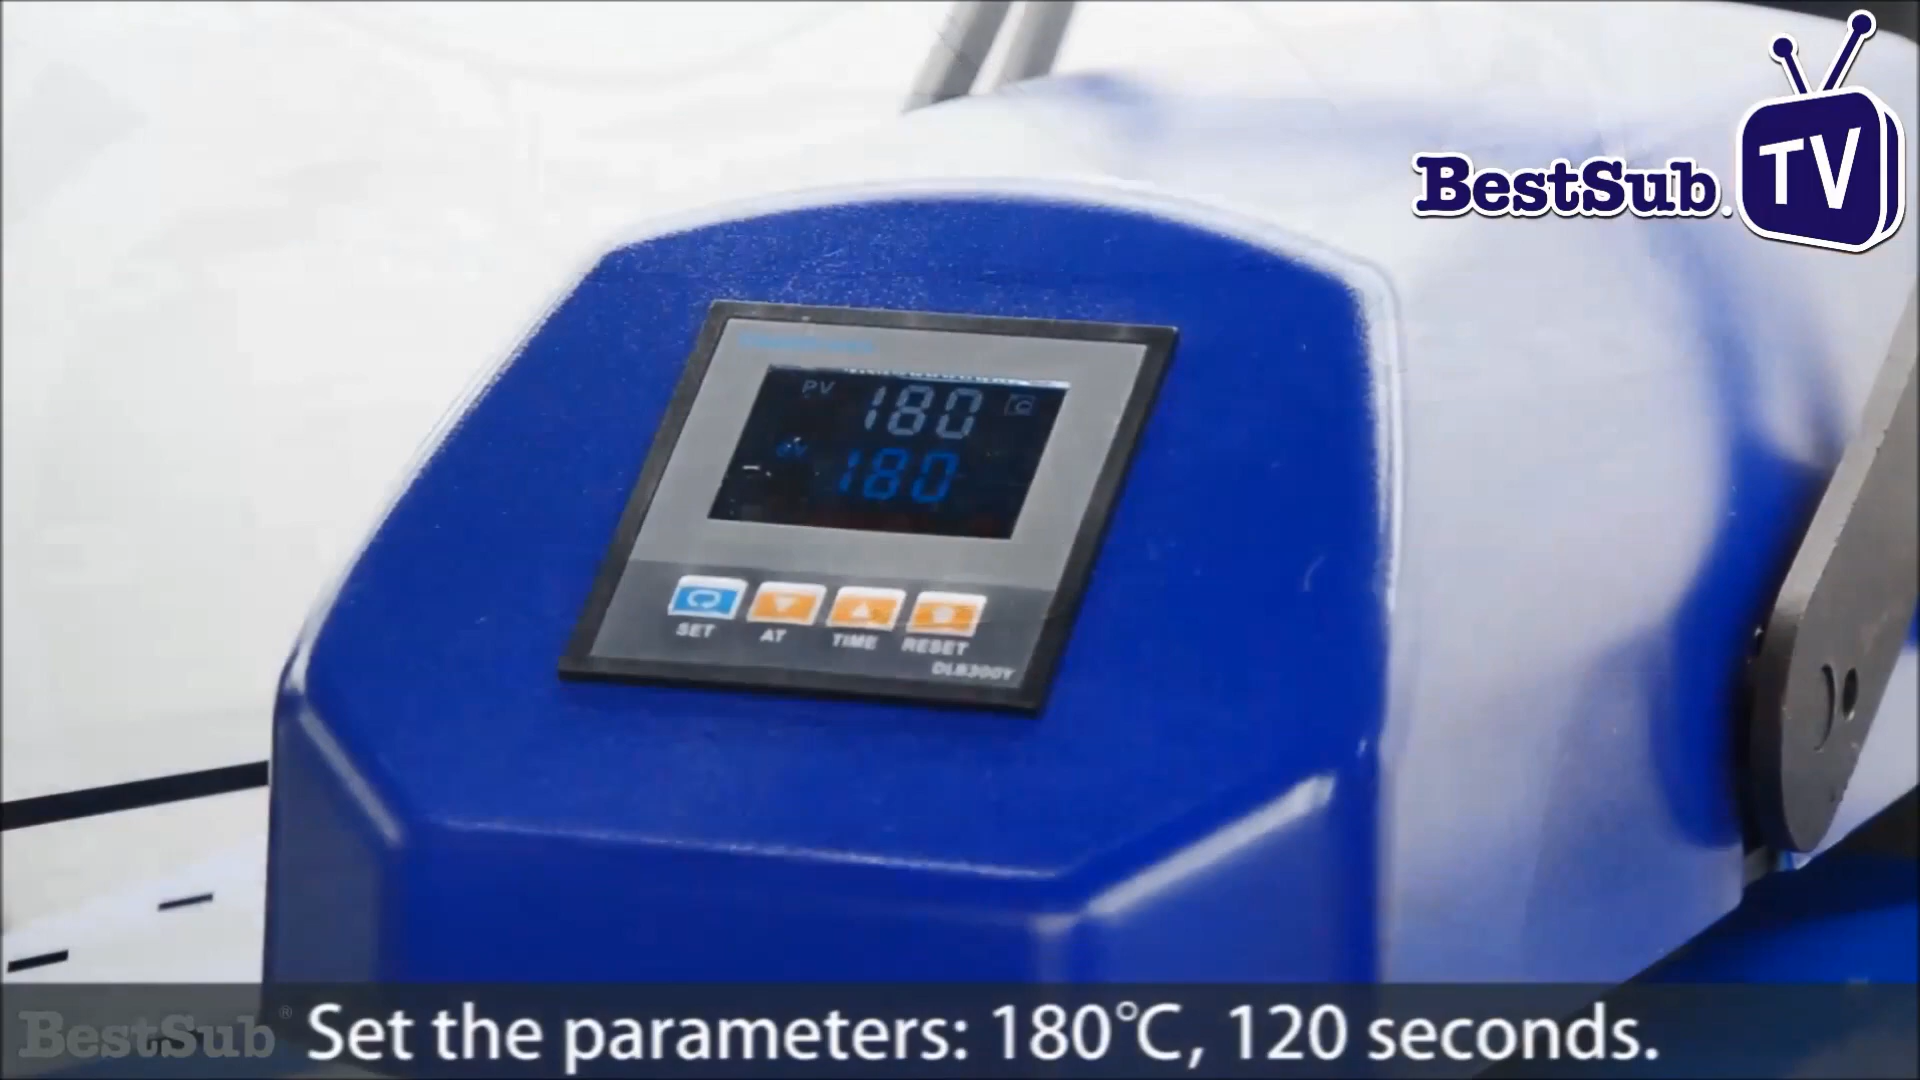 BestSub.
TV
PV 180 C
SV 180
SET AT TIME RESET
BestSub® Set the parameters: 180℃, 120 seconds.